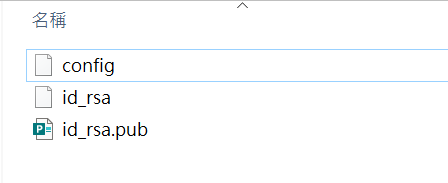 名稱
config
id_rsa
id_rsa.pub